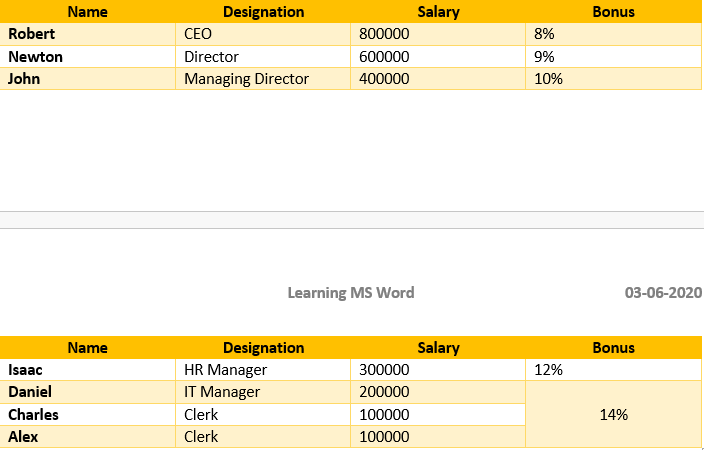 Name Designation Salary Bonus
Robert CEO 800000 8%
Newton Director 600000 9%
John Managing Director 400000 10%
Learning MS Word 03-06-2020
Name Designation Salary Bonus
Isaac HR Manager 300000 12%
Daniel IT Manager 200000
Charles Clerk 100000 14%
Alex Clerk 100000